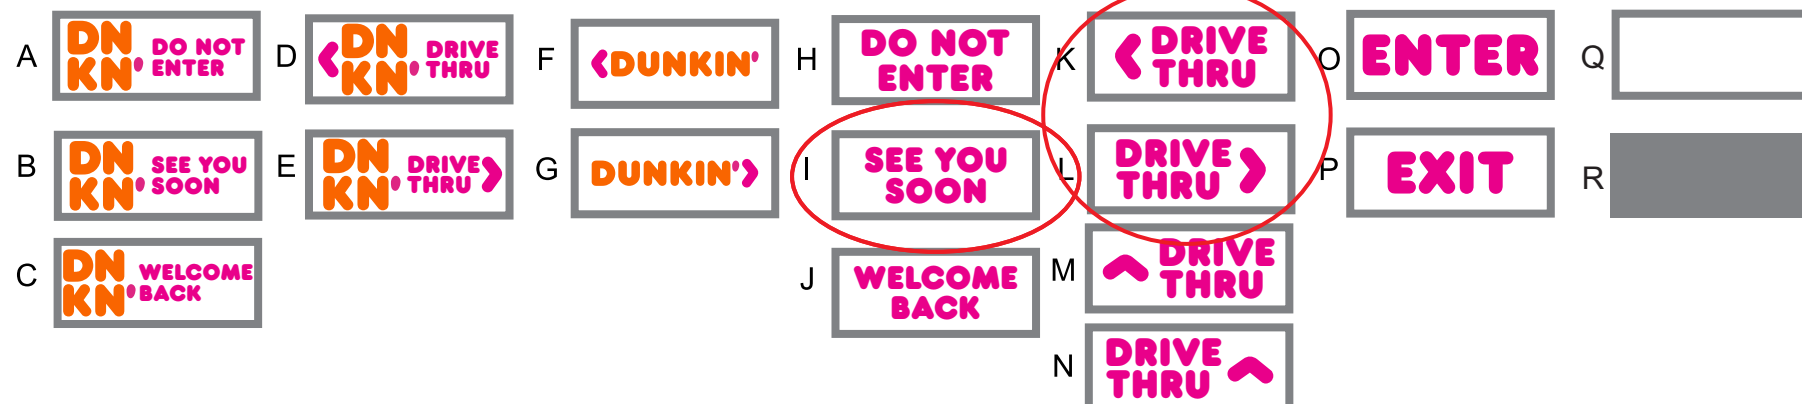 A
DN
KN'
DO NOT
ENTER
B
DN
KN'
SEE YOU
SOON
C
DN
KN'
WELCOME
BACK
D
<
DN
KN'
DRIVE
THRU
E
DN
KN'
DRIVE
THRU
>
F
<DUNKIN'
G
DUNKIN'>
H
DO NOT
ENTER
I
SEE YOU
SOON
J
WELCOME
BACK
K
<
DRIVE
THRU
L
DRIVE
THRU
>
M
DRIVE
THRU
N
DRIVE
THRU
O
ENTER
P
EXIT
Q
R